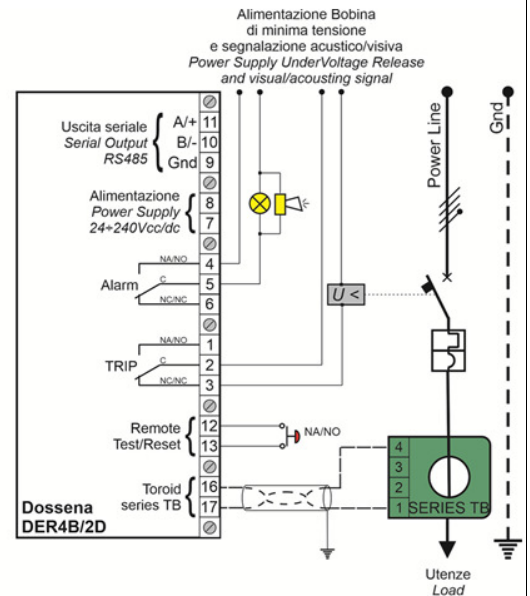 Alimentazione Bobina
di minima tensione
e segnalazione acustico/visiva
Power Supply UnderVoltage Release
and visual/acousting signal
Uscita seriale
Serial Output
RS485
A/+ 11
B/- 10
Gnd 9
Alimentazione
Power Supply
24÷240Vcc/dc
8
7
Alarm
NA/NO 4
C 5
NC/NC 6
TRIP
NA/NO 1
C 2
NC/NC 3
Remote
Test/Reset
12
13
NA/NO
Toroid
series TB
16
17
Dossena
DER4B/2D
U <
Power Line
Gnd
4
3
2
1
SERIES TB
Utenze
Load